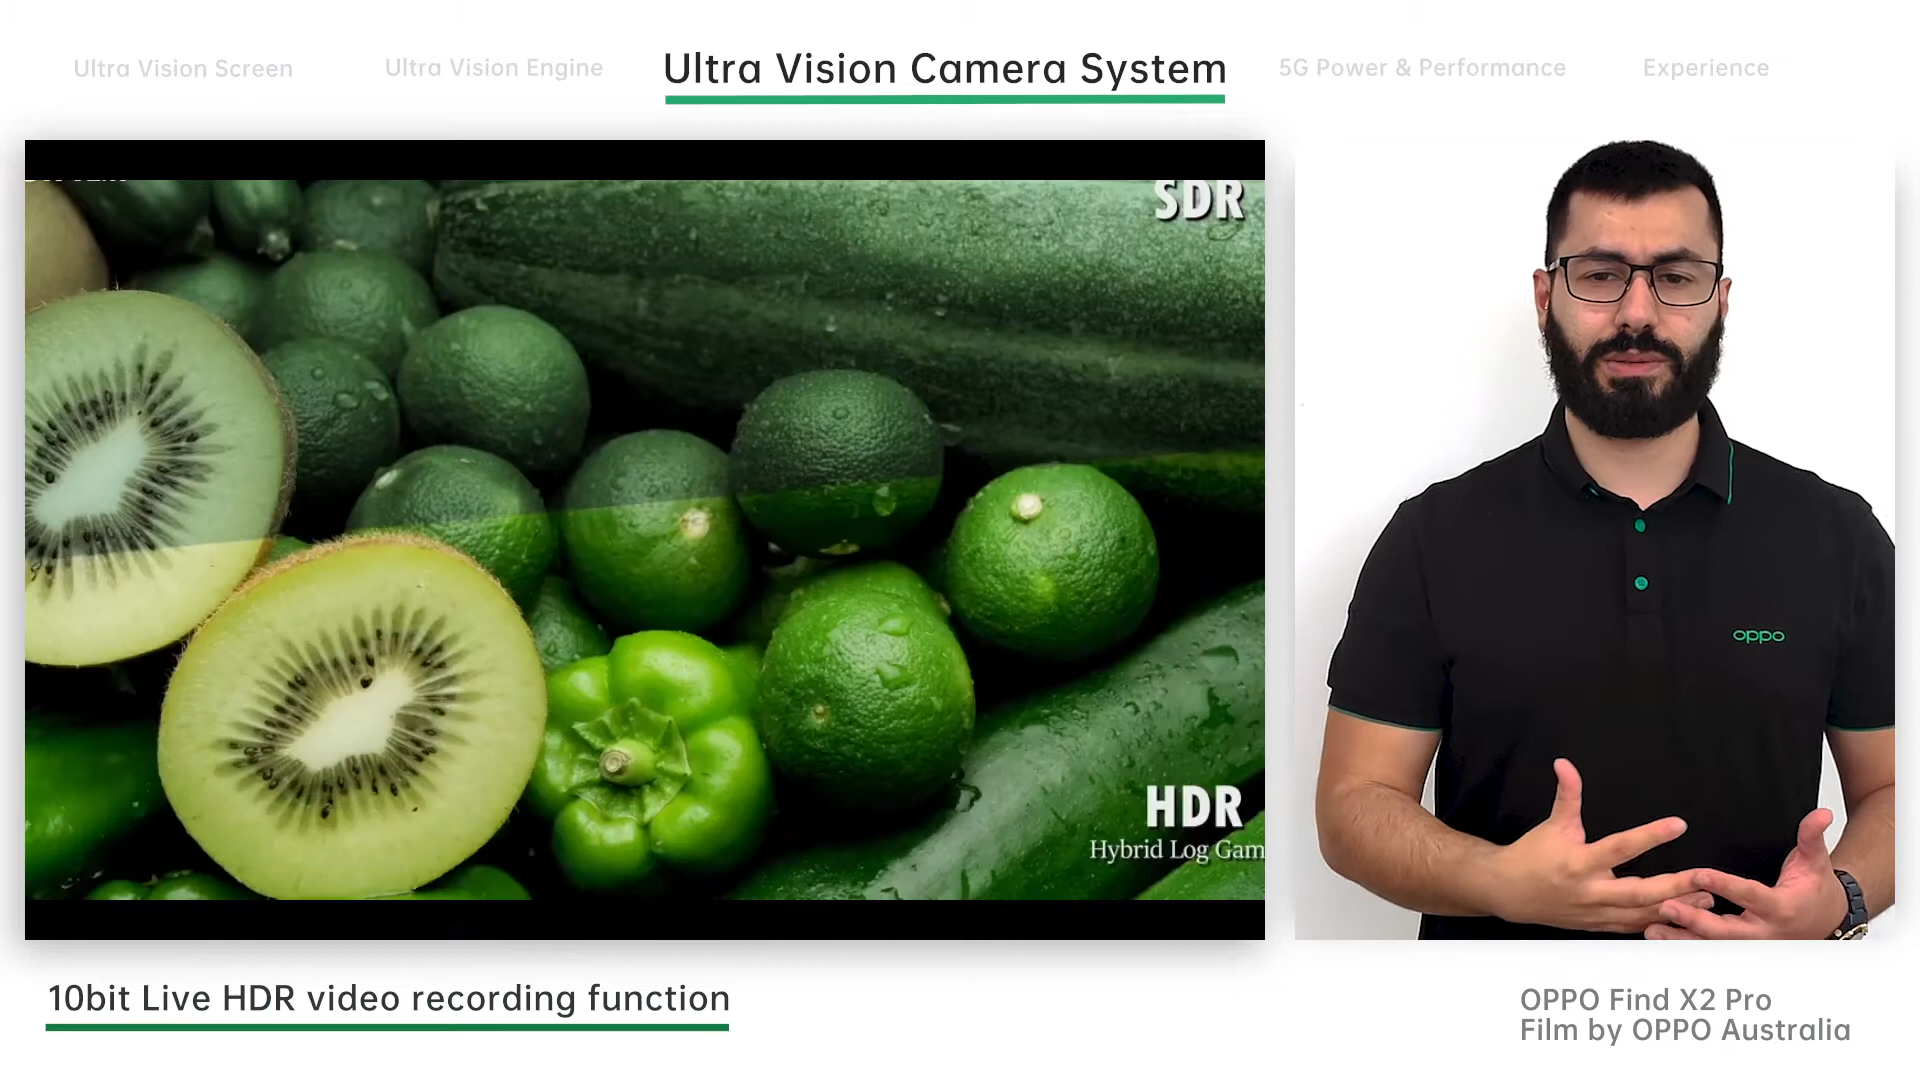 Ultra Vision Screen
Ultra Vision Engine
Ultra Vision Camera System
5G Power & Performance
Experience
SDR
oppo
HDR
Hybrid Log Gam
10bit Live HDR video recording function
OPPO Find X2 Pro
Film by OPPO Australia